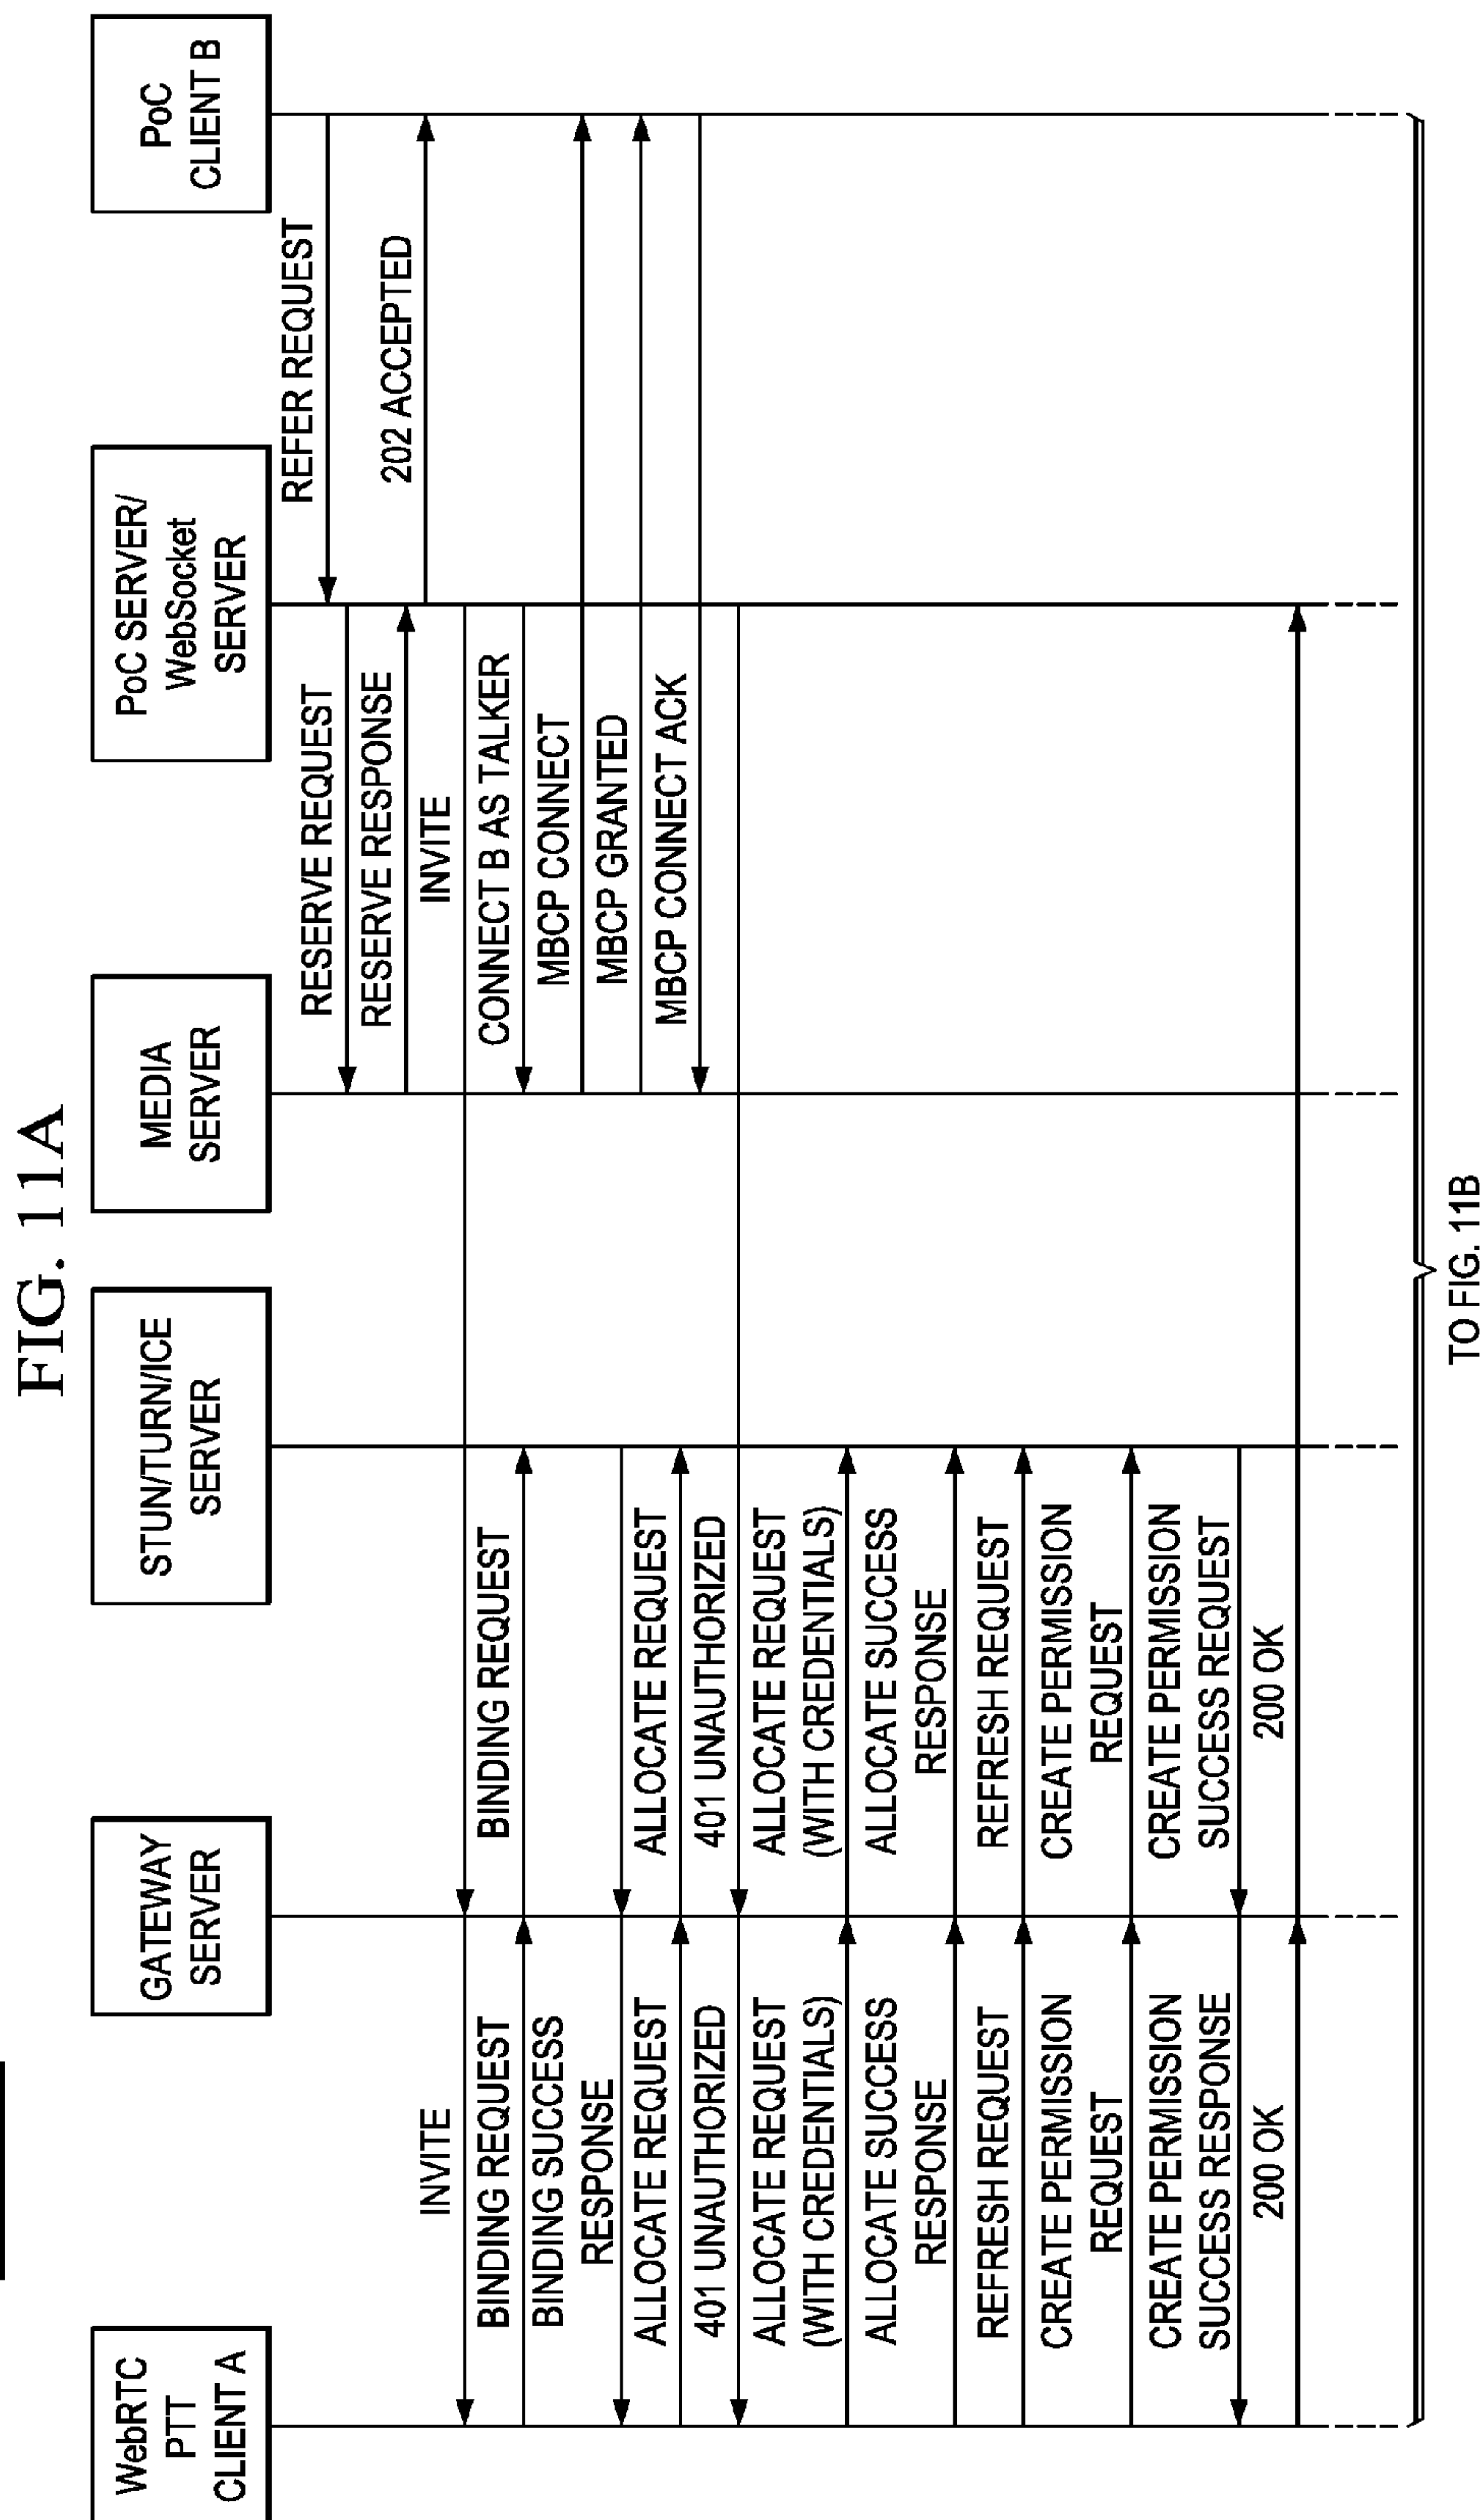 FIG. 11A
WebRTC
PTT
CLIENT A
GATEWAY
SERVER
STUN/TURN/ICE
SERVER
MEDIA
SERVER
PoC SERVER/
WebSocket
SERVER
PoC
CLIENT B
REFER REQUEST
RESERVE REQUEST
RESERVE RESPONSE
202 ACCEPTED
INVITE
INVITE
BINDING REQUEST
BINDING REQUEST
CONNECT B AS TALKER
BINDING SUCCESS
RESPONSE
MBCP CONNECT
ALLOCATE REQUEST
ALLOCATE REQUEST
MBCP GRANTED
401 UNAUTHORIZED
401 UNAUTHORIZED
MBCP CONNECT ACK
ALLOCATE REQUEST
(WITH CREDENTIALS)
ALLOCATE REQUEST
(WITH CREDENTIALS)
ALLOCATE SUCCESS
RESPONSE
ALLOCATE SUCCESS
RESPONSE
REFRESH REQUEST
REFRESH REQUEST
CREATE PERMISSION
REQUEST
CREATE PERMISSION
REQUEST
CREATE PERMISSION
SUCCESS RESPONSE
CREATE PERMISSION
SUCCESS REQUEST
200 OK
200 OK
TO FIG. 11B